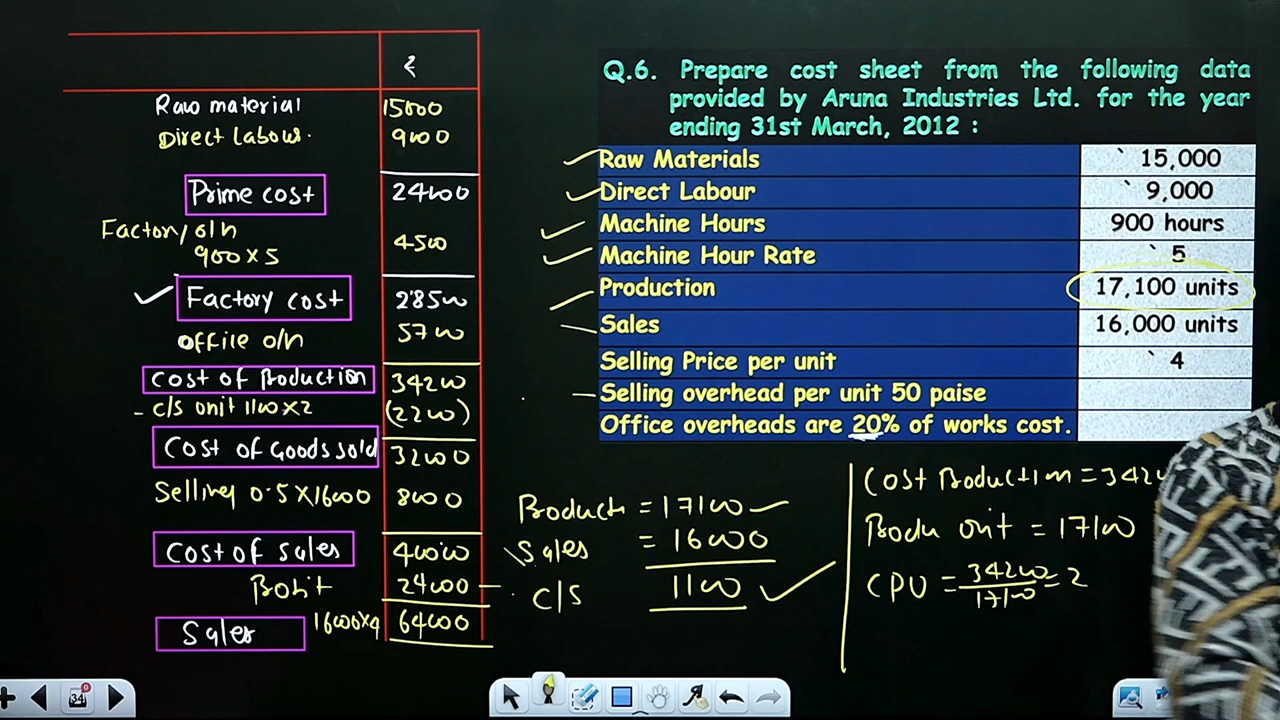 ₹
Raw material 15000
Direct Labour. 9000
Prime cost 24000
Factory o/h
900 x 5 4500
Factory cost 28500
office o/h 5700
Cost of Production 34200
- c/s unit 1100 x 2 (2200)
Cost of Goods sold 32000
Selling 0.5 x 16000 8000
Cost of sales 40000
Profit 24000
Sales 16000x4 64000
Q.6. Prepare cost sheet from the following data
provided by Aruna Industries Ltd. for the year
ending 31st March, 2012 :
Raw Materials ` 15,000
Direct Labour ` 9,000
Machine Hours 900 hours
Machine Hour Rate ` 5
Production 17,100 units
Sales 16,000 units
Selling Price per unit ` 4
Selling overhead per unit 50 paise
Office overheads are 20% of works cost.
Producti = 17100
Sales = 16000
C/S 1100
Cost Production = 342
Produ unit = 17100
CPU = 34200/17100 = 2
34